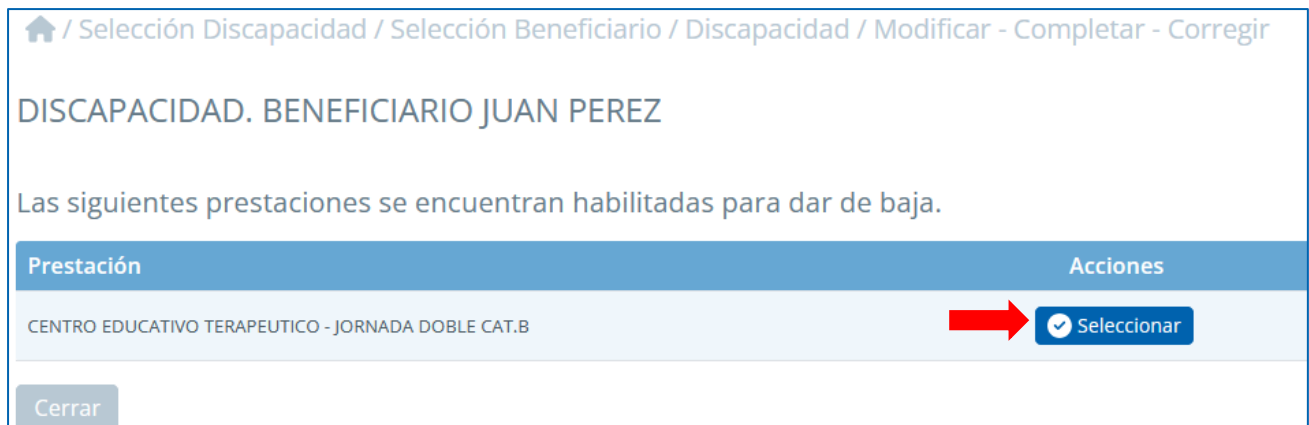 / Selección Discapacidad / Selección Beneficiario / Discapacidad / Modificar - Completar - Corregir
DISCAPACIDAD. BENEFICIARIO JUAN PEREZ
Las siguientes prestaciones se encuentran habilitadas para dar de baja.
Prestación Acciones
CENTRO EDUCATIVO TERAPEUTICO - JORNADA DOBLE CAT.B Seleccionar
Cerrar